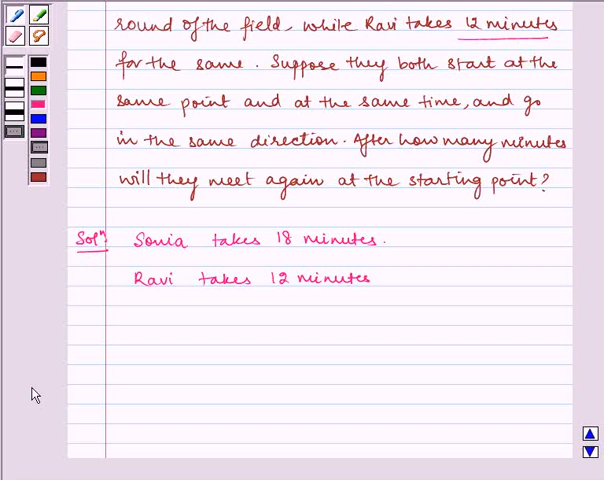 round of the field, while Ravi takes 12 minutes
for the same. Suppose they both start at the
same point and at the same time, and go
in the same direction. After how many minutes
will they meet again at the starting point?
Solⁿ. Sonia takes 18 minutes.
Ravi takes 12 minutes